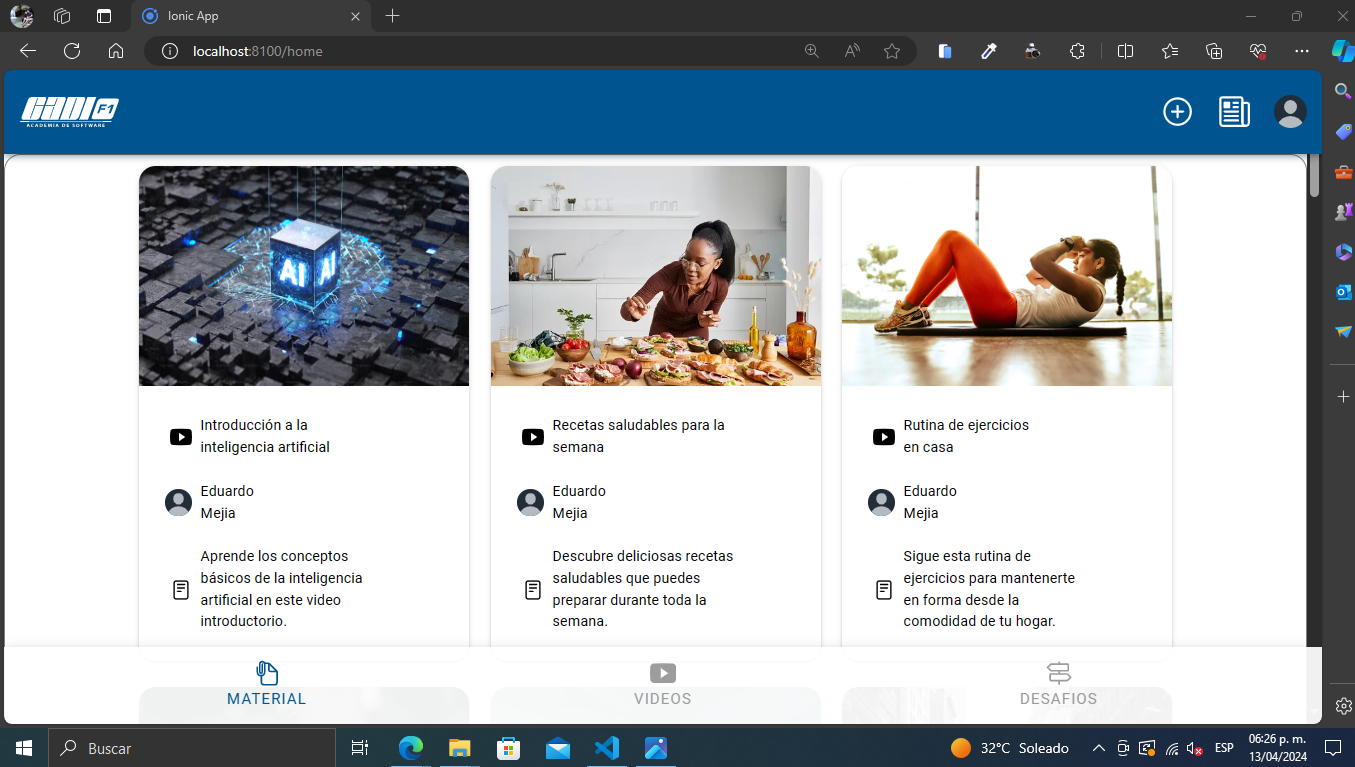 Ionic App
localhost:8100/home
CADI F1
ACADEMIA DE SOFTWARE
AI AI
Introducción a la
inteligencia artificial
Eduardo
Mejia
Aprende los conceptos
básicos de la inteligencia
artificial en este video
introductorio.
Recetas saludables para la
semana
Eduardo
Mejia
Descubre deliciosas recetas
saludables que puedes
preparar durante toda la
semana.
Rutina de ejercicios
en casa
Eduardo
Mejia
Sigue esta rutina de
ejercicios para mantenerte
en forma desde la
comodidad de tu hogar.
MATERIAL
VIDEOS
DESAFIOS
Buscar
32°C Soleado
ESP
06:26 p. m.
13/04/2024